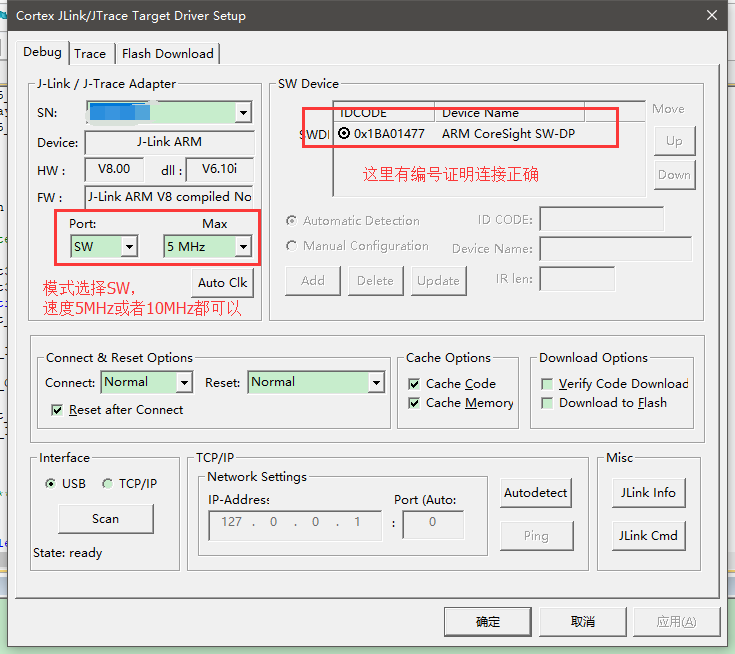 Cortex JLink/JTrace Target Driver Setup
Debug Trace Flash Download
J-Link / J-Trace Adapter
SN:
Device: J-Link ARM
HW : V8.00 dll : V6.10i
FW : J-Link ARM V8 compiled No
Port: Max
SW 5 MHz
Auto Clk
模式选择SW，
速度5MHz或者10MHz都可以
SW Device
IDCODE Device Name
SWDI 0x1BA01477 ARM CoreSight SW-DP
这里有编号证明连接正确
Move
Up
Down
Automatic Detection
Manual Configuration
ID CODE:
Device Name:
Add Delete Update IR len:
Connect & Reset Options
Connect: Normal Reset: Normal
Reset after Connect
Cache Options
Cache Code
Cache Memory
Download Options
Verify Code Download
Download to Flash
Interface
USB TCP/IP
Scan
State: ready
TCP/IP
Network Settings
IP-Address Port (Auto:
127 . 0 . 0 . 1 : 0
Autodetect
Ping
Misc
JLink Info
JLink Cmd
确定 取消 应用(A)